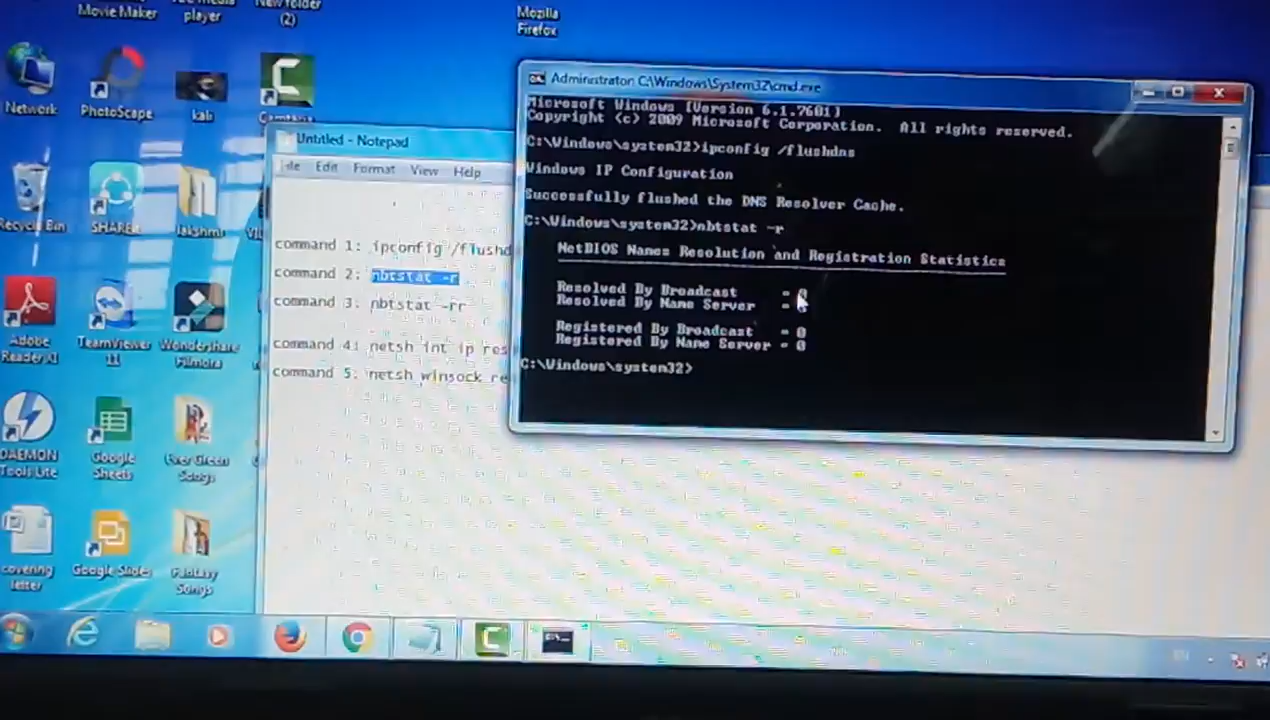 Movie Maker
player
New folder
(2)
Mozilla
Firefox
Network
PhotoScape
kali
Recycle Bin
SHAREit
lakshmi
Adobe
Reader XI
TeamViewer
11
Wondershare
Filmora
DAEMON
Tools Lite
Google
Sheets
Ever Green
Songs
covering
letter
Google Slides
Fantasy
Songs
Untitled - Notepad
File Edit Format View Help
command 1: ipconfig /flushd
command 2: nbtstat -r
command 3: nbtstat -rr
command 4: netsh int ip res
command 5: netsh winsock re
Administrator: C:\Windows\System32\cmd.exe
Microsoft Windows [Version 6.1.7601]
Copyright (c) 2009 Microsoft Corporation. All rights reserved.
C:\Windows\system32>ipconfig /flushdns
Windows IP Configuration
Successfully flushed the DNS Resolver Cache.
C:\Windows\system32>nbtstat -r
NetBIOS Names Resolution and Registration Statistics
Resolved By Broadcast = 0
Resolved By Name Server =
Registered By Broadcast = 0
Registered By Name Server = 0
C:\Windows\system32>